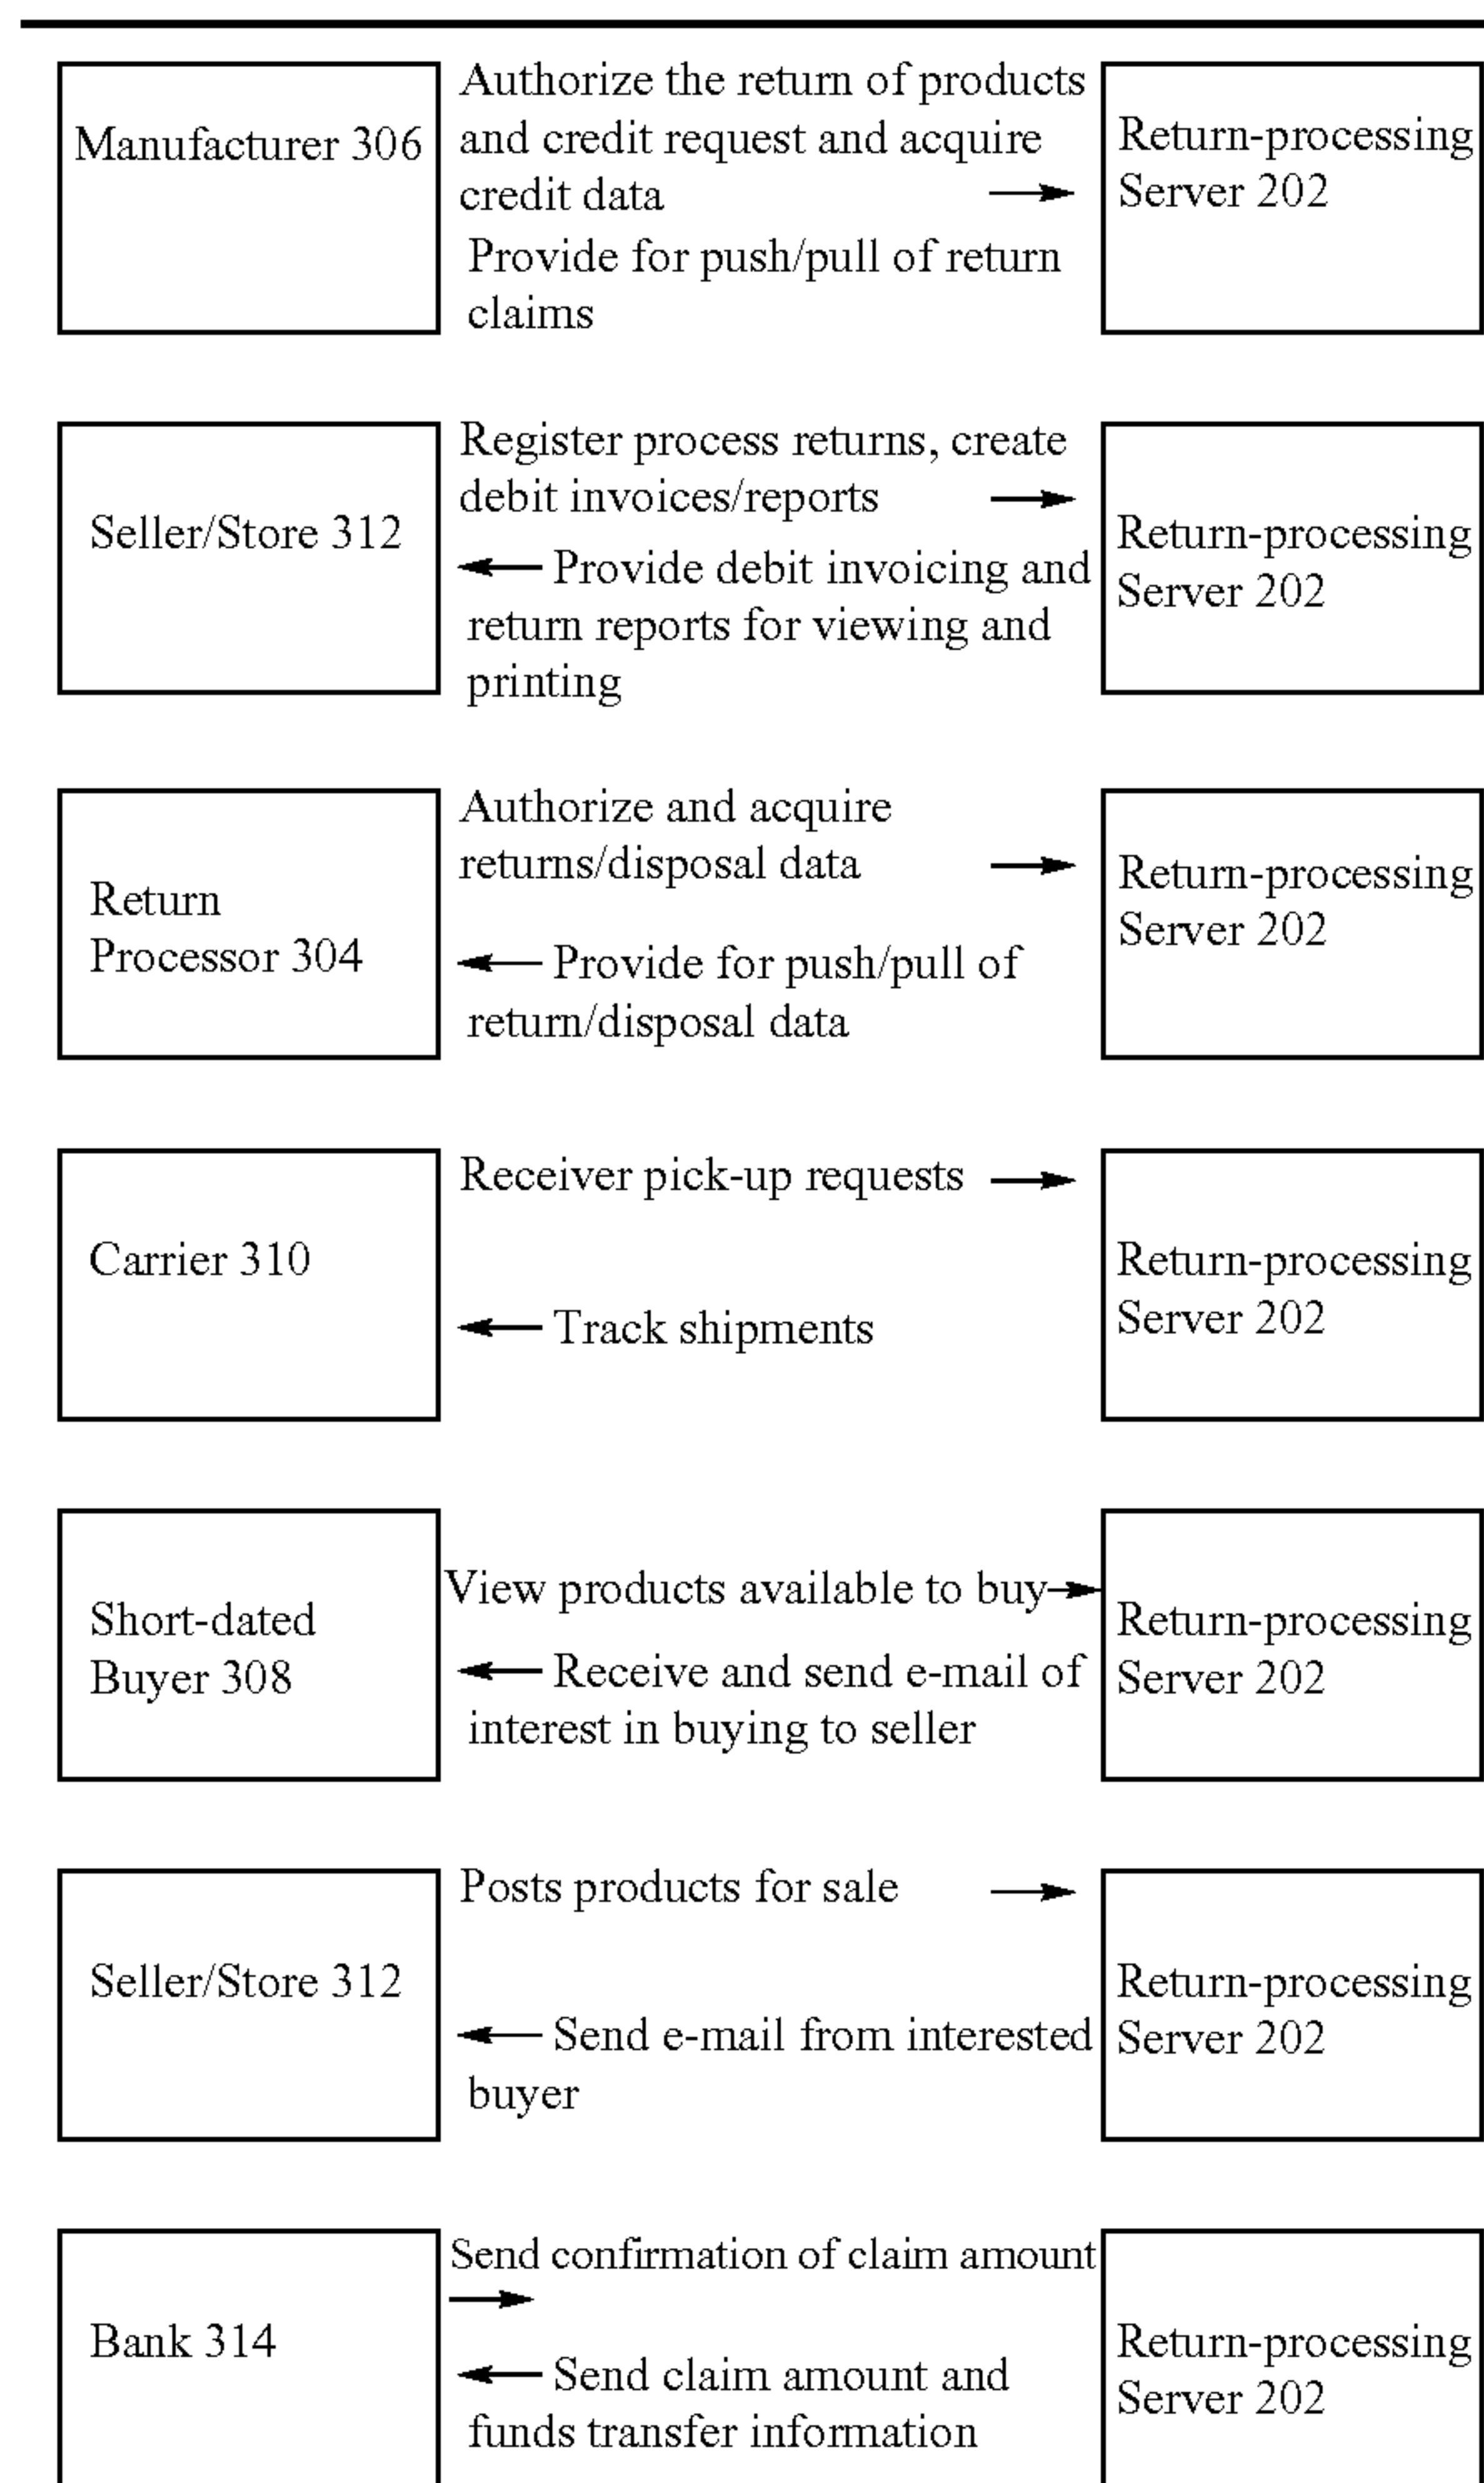 Manufacturer 306
Authorize the return of products
and credit request and acquire
credit data
Provide for push/pull of return
claims
Return-processing
Server 202
Seller/Store 312
Register process returns, create
debit invoices/reports
Provide debit invoicing and
return reports for viewing and
printing
Return-processing
Server 202
Return
Processor 304
Authorize and acquire
returns/disposal data
Provide for push/pull of
return/disposal data
Return-processing
Server 202
Carrier 310
Receiver pick-up requests
Track shipments
Return-processing
Server 202
Short-dated
Buyer 308
View products available to buy
Receive and send e-mail of
interest in buying to seller
Return-processing
Server 202
Seller/Store 312
Posts products for sale
Send e-mail from interested
buyer
Return-processing
Server 202
Bank 314
Send confirmation of claim amount
Send claim amount and
funds transfer information
Return-processing
Server 202